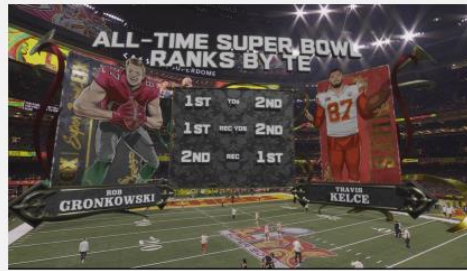 ALL-TIME SUPER BOWL
RANKS BY TE
SUPERDOME
1ST TDS 2ND
1ST REC YDS 2ND
2ND REC 1ST
87
ROB
GRONKOWSKI
TRAVIS
KELCE